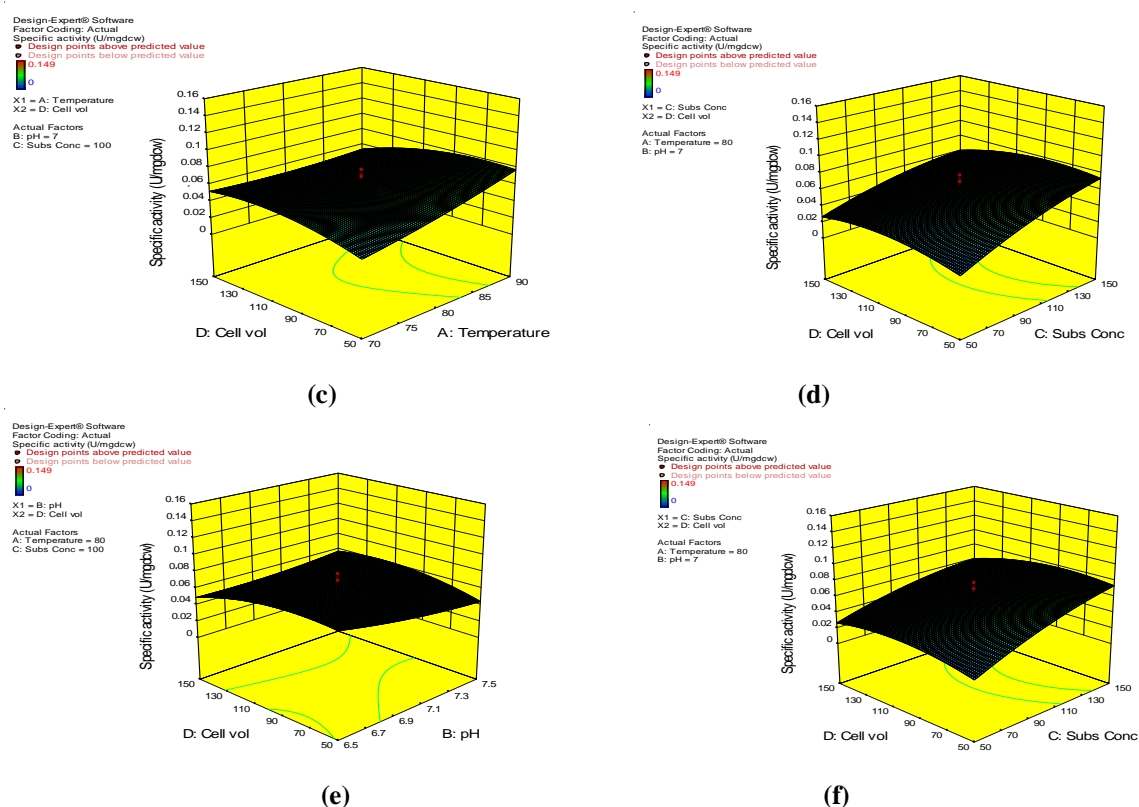 Design-Expert® Software
Factor Coding: Actual
Specific activity (U/mgdcw)
Design points above predicted value
Design points below predicted value
0.149
0
X1 = A: Temperature
X2 = D: Cell vol
Actual Factors
B: pH = 7
C: Subs Conc = 100
0.16
0.14
0.12
0.1
0.08
0.06
0.04
0.02
0
Specific activity (U/mgdcw)
150
130
110
90
70
50
D: Cell vol
70
75
80
85
90
A: Temperature
(c)
Design-Expert® Software
Factor Coding: Actual
Specific activity (U/mgdcw)
Design points above predicted value
Design points below predicted value
0.149
0
X1 = C: Subs Conc
X2 = D: Cell vol
Actual Factors
A: Temperature = 80
B: pH = 7
0.16
0.14
0.12
0.1
0.08
0.06
0.04
0.02
0
Specific activity (U/mgdcw)
150
130
110
90
70
50
D: Cell vol
50
70
90
110
130
150
C: Subs Conc
(d)
Design-Expert® Software
Factor Coding: Actual
Specific activity (U/mgdcw)
Design points above predicted value
Design points below predicted value
0.149
0
X1 = B: pH
X2 = D: Cell vol
Actual Factors
A: Temperature = 80
C: Subs Conc = 100
0.16
0.14
0.12
0.1
0.08
0.06
0.04
0.02
0
Specific activity (U/mgdcw)
150
130
110
90
70
50
D: Cell vol
6.5
6.7
6.9
7.1
7.3
7.5
B: pH
(e)
Design-Expert® Software
Factor Coding: Actual
Specific activity (U/mgdcw)
Design points above predicted value
Design points below predicted value
0.149
0
X1 = C: Subs Conc
X2 = D: Cell vol
Actual Factors
A: Temperature = 80
B: pH = 7
0.16
0.14
0.12
0.1
0.08
0.06
0.04
0.02
0
Specific activity (U/mgdcw)
150
130
110
90
70
50
D: Cell vol
50
70
90
110
130
150
C: Subs Conc
(f)